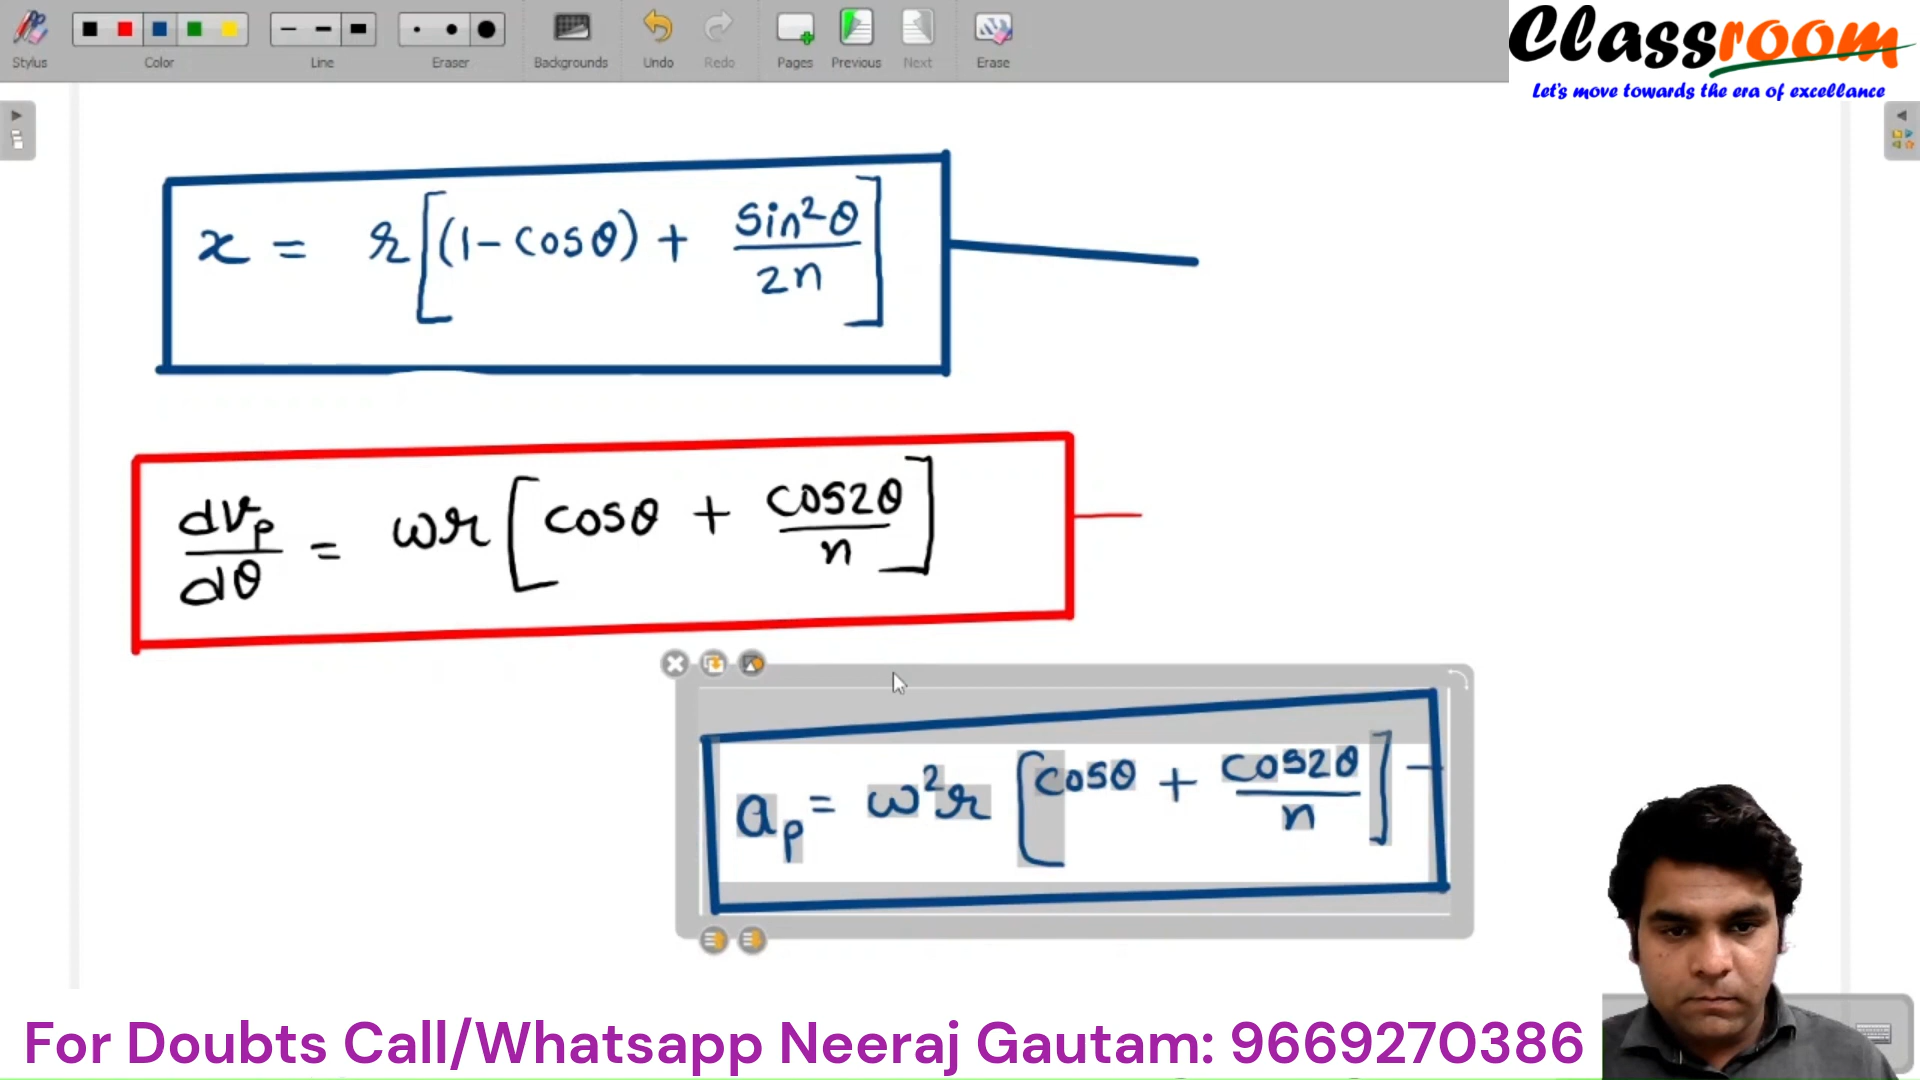 Stylus Color Line Eraser Backgrounds Undo Redo Pages Previous Next Erase
Classroom
Let's move towards the era of excellance
x = r[(1-cosθ) + sin²θ/2n]
dv_p/dθ = ωr[cosθ + cos2θ/n]
a_p = ω²r[cosθ + cos2θ/n] -
For Doubts Call/Whatsapp Neeraj Gautam: 9669270386